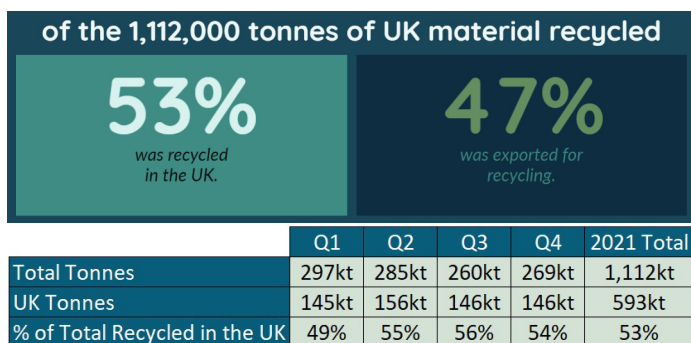 of the 1,112,000 tonnes of UK material recycled
53%
was recycled
in the UK.
47%
was exported for
recycling.
Q1 Q2 Q3 Q4 2021 Total
Total Tonnes 297kt 285kt 260kt 269kt 1,112kt
UK Tonnes 145kt 156kt 146kt 146kt 593kt
% of Total Recycled in the UK 49% 55% 56% 54% 53%